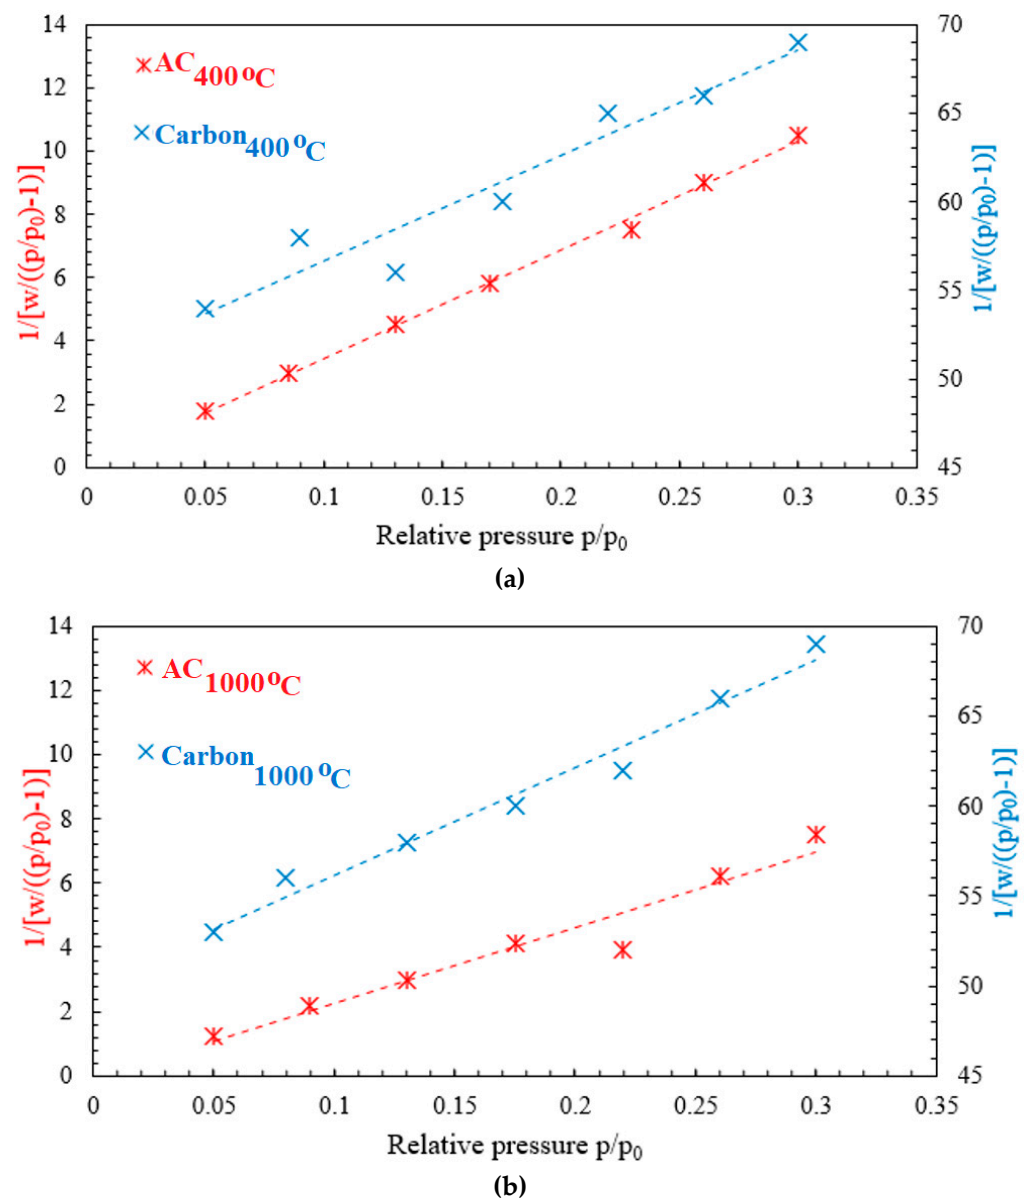 14 70
12 65
10 60
8
6 55
4 50
2
0 45
AC400°C
Carbon400°C
1/[w/((p/p0)-1)]
1/[w/((p/p0)-1)]
0 0.05 0.1 0.15 0.2 0.25 0.3 0.35
Relative pressure p/p0
(a)
14 70
12 65
10 60
8
6 55
4 50
2
0 45
AC1000°C
Carbon1000°C
1/[w/((p/p0)-1)]
1/[w/((p/p0)-1)]
0 0.05 0.1 0.15 0.2 0.25 0.3 0.35
Relative pressure p/p0
(b)